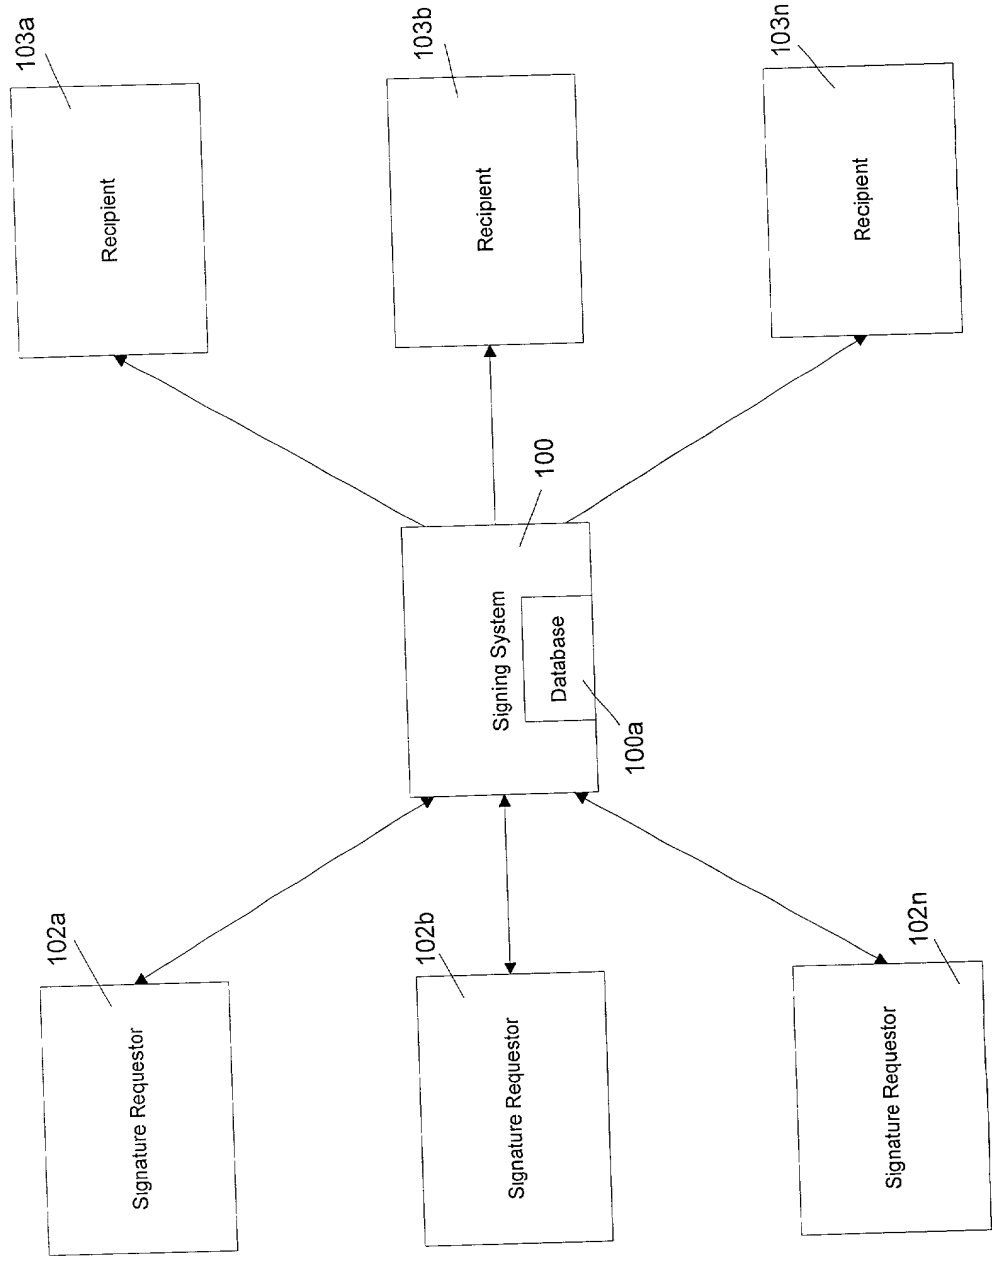 102a
Signature Requestor
102b
Signature Requestor
102n
Signature Requestor
100
Signing System
Database
100a
103a
Recipient
103b
Recipient
103n
Recipient